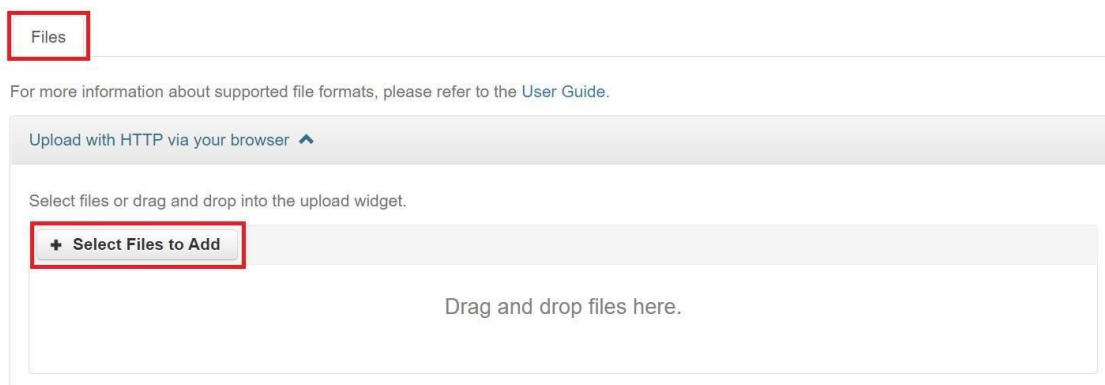 Files
For more information about supported file formats, please refer to the User Guide.
Upload with HTTP via your browser
Select files or drag and drop into the upload widget.
+ Select Files to Add
Drag and drop files here.